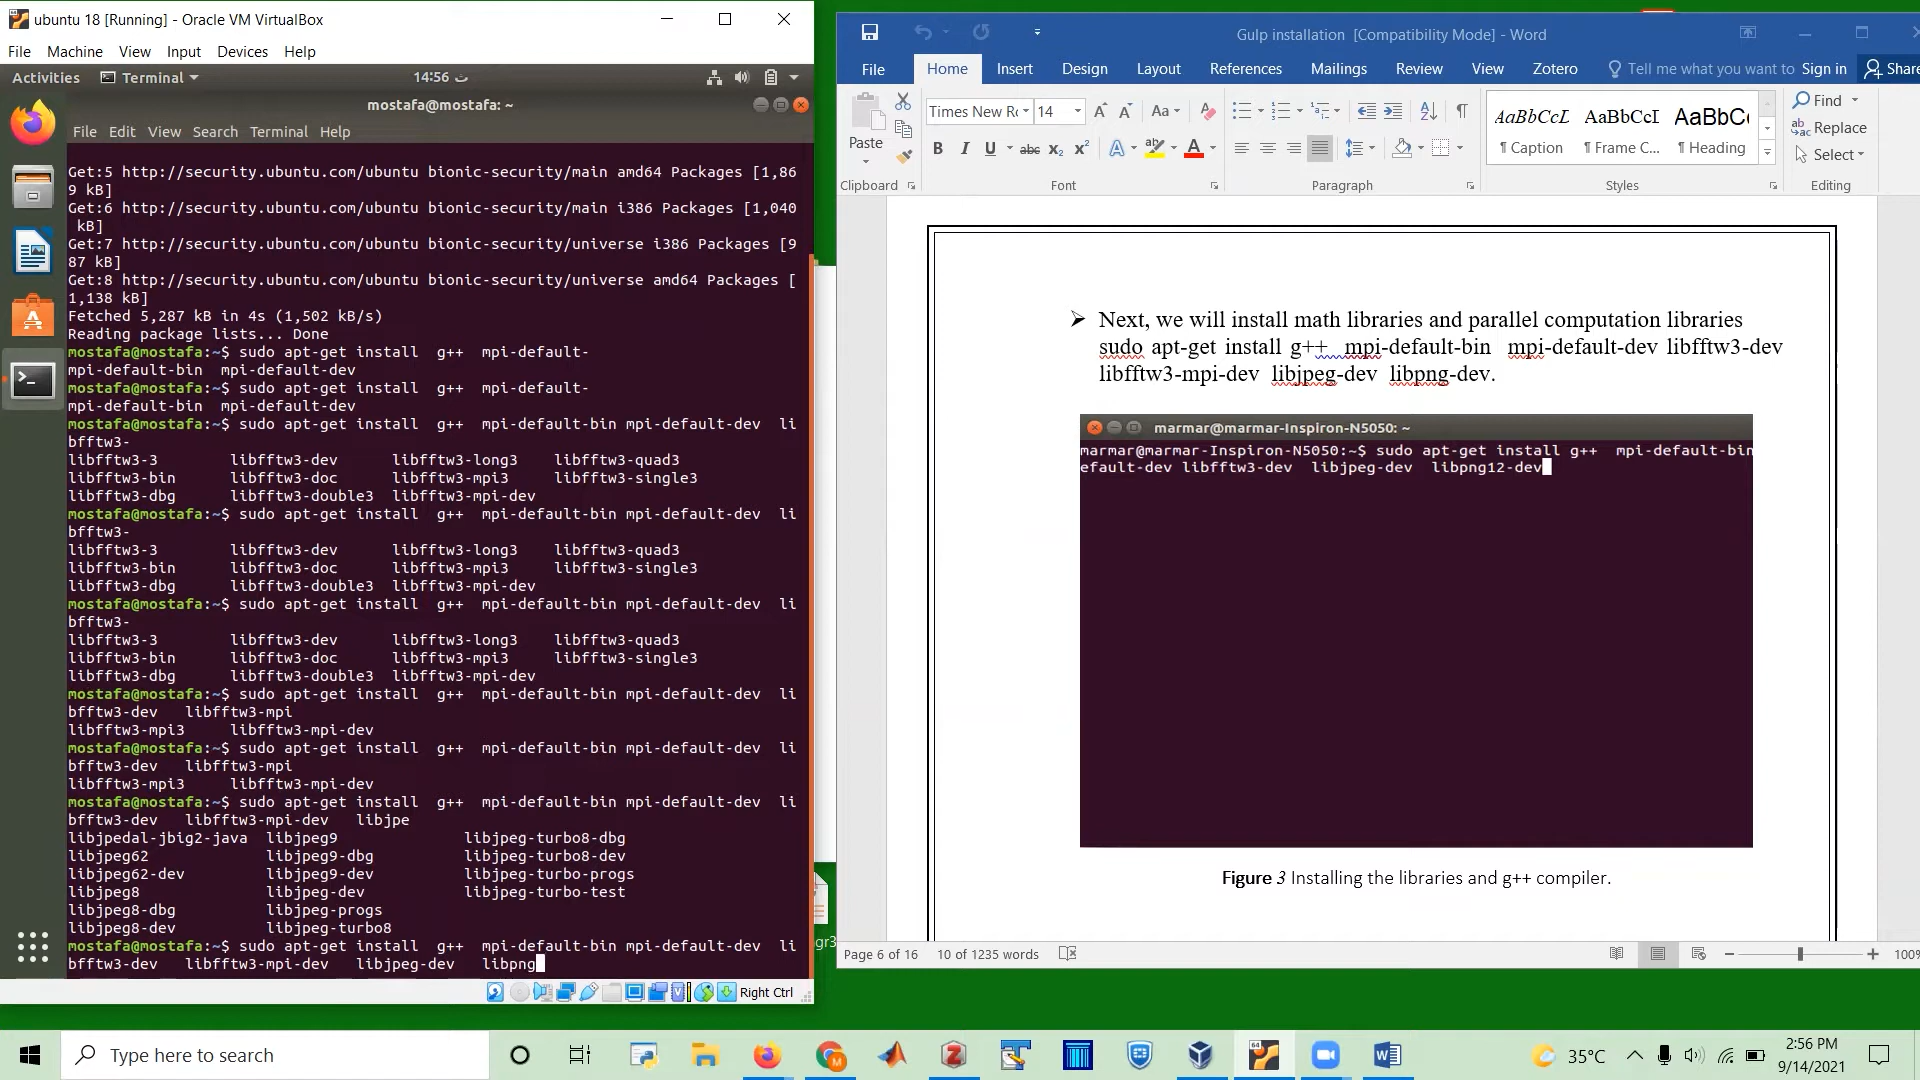 ubuntu 18 [Running] - Oracle VM VirtualBox
File Machine View Input Devices Help
Activities Terminal 14:56 ث
mostafa@mostafa: ~
File Edit View Search Terminal Help
Get:5 http://security.ubuntu.com/ubuntu bionic-security/main amd64 Packages [1,86
9 kB]
Get:6 http://security.ubuntu.com/ubuntu bionic-security/main i386 Packages [1,040
kB]
Get:7 http://security.ubuntu.com/ubuntu bionic-security/universe i386 Packages [9
87 kB]
Get:8 http://security.ubuntu.com/ubuntu bionic-security/universe amd64 Packages [
1,138 kB]
Fetched 5,287 kB in 4s (1,502 kB/s)
Reading package lists... Done
mostafa@mostafa:~$ sudo apt-get install g++ mpi-default-
mpi-default-bin mpi-default-dev
mostafa@mostafa:~$ sudo apt-get install g++ mpi-default-
mpi-default-bin mpi-default-dev
mostafa@mostafa:~$ sudo apt-get install g++ mpi-default-bin mpi-default-dev li
bfftw3-
libfftw3-3 libfftw3-dev libfftw3-long3 libfftw3-quad3
libfftw3-bin libfftw3-doc libfftw3-mpi3 libfftw3-single3
libfftw3-dbg libfftw3-double3 libfftw3-mpi-dev
mostafa@mostafa:~$ sudo apt-get install g++ mpi-default-bin mpi-default-dev li
bfftw3-
libfftw3-3 libfftw3-dev libfftw3-long3 libfftw3-quad3
libfftw3-bin libfftw3-doc libfftw3-mpi3 libfftw3-single3
libfftw3-dbg libfftw3-double3 libfftw3-mpi-dev
mostafa@mostafa:~$ sudo apt-get install g++ mpi-default-bin mpi-default-dev li
bfftw3-
libfftw3-3 libfftw3-dev libfftw3-long3 libfftw3-quad3
libfftw3-bin libfftw3-doc libfftw3-mpi3 libfftw3-single3
libfftw3-dbg libfftw3-double3 libfftw3-mpi-dev
mostafa@mostafa:~$ sudo apt-get install g++ mpi-default-bin mpi-default-dev li
bfftw3-dev libfftw3-mpi
libfftw3-mpi3 libfftw3-mpi-dev
mostafa@mostafa:~$ sudo apt-get install g++ mpi-default-bin mpi-default-dev li
bfftw3-dev libfftw3-mpi
libfftw3-mpi3 libfftw3-mpi-dev
mostafa@mostafa:~$ sudo apt-get install g++ mpi-default-bin mpi-default-dev li
bfftw3-dev libfftw3-mpi-dev libjpe
libjpedal-jbig2-java libjpeg9 libjpeg-turbo8-dbg
libjpeg62 libjpeg9-dbg libjpeg-turbo8-dev
libjpeg62-dev libjpeg9-dev libjpeg-turbo-progs
libjpeg8 libjpeg-dev libjpeg-turbo-test
libjpeg8-dbg libjpeg-progs
libjpeg8-dev libjpeg-turbo8
mostafa@mostafa:~$ sudo apt-get install g++ mpi-default-bin mpi-default-dev li
bfftw3-dev libfftw3-mpi-dev libjpeg-dev libpng
Right Ctrl
gr3
Gulp installation [Compatibility Mode] - Word
File Home Insert Design Layout References Mailings Review View Zotero Tell me what you want to Sign in Share
Paste
Times New Ro 14 Aa
B I U abc x₂ x² A A
AaBbCcL AaBbCcI AaBbC
¶ Caption ¶ Frame C... ¶ Heading
Find
Replace
Select
Clipboard Font Paragraph Styles Editing
➢ Next, we will install math libraries and parallel computation libraries
sudo apt-get install g++ mpi-default-bin mpi-default-dev libfftw3-dev
libfftw3-mpi-dev libjpeg-dev libpng-dev.
marmar@marmar-Inspiron-N5050: ~
marmar@marmar-Inspiron-N5050:~$ sudo apt-get install g++ mpi-default-bin
efault-dev libfftw3-dev libjpeg-dev libpng12-dev
Figure 3 Installing the libraries and g++ compiler.
Page 6 of 16 10 of 1235 words 100%
Type here to search
35°C
2:56 PM
9/14/2021